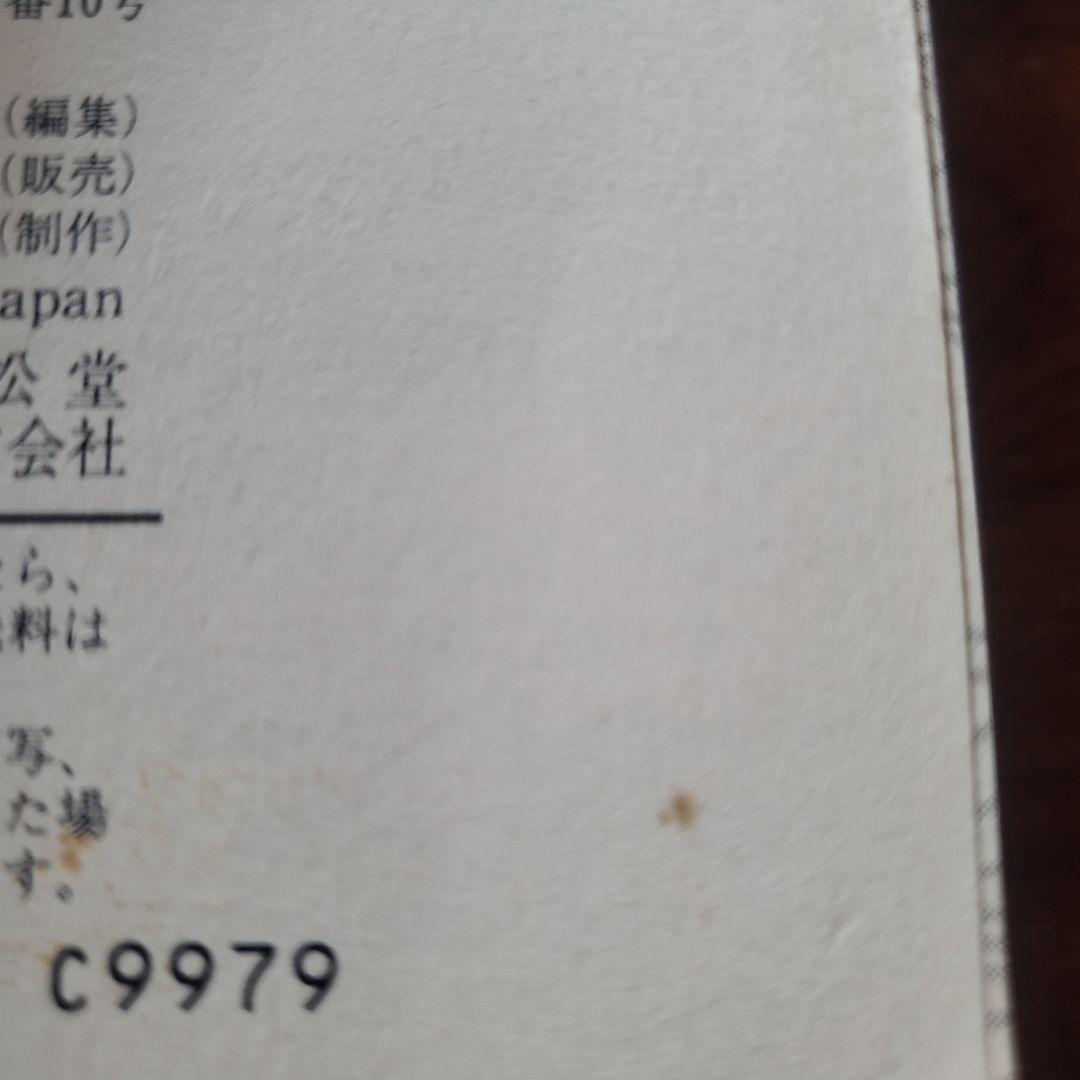 番10号
(編集)
(販売)
(制作)
apan
公堂
会社
ら、
料は
写、
た場
す。
C9979